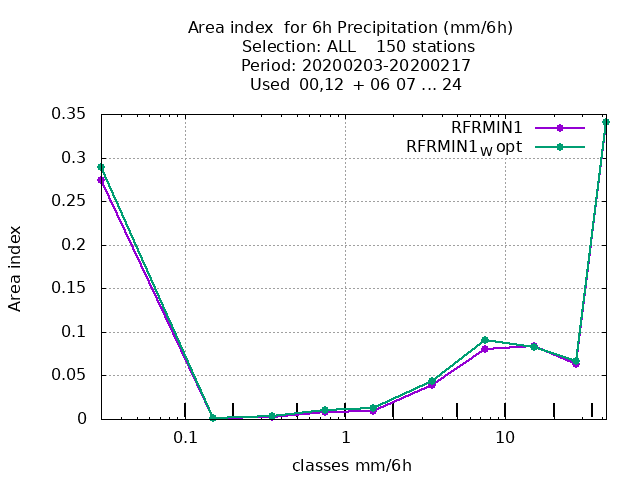 Area index  for 6h Precipitation (mm/6h)
Selection: ALL    150 stations
Period: 20200203-20200217
Used  00,12  + 06 07 ... 24
RFRMIN1
RFRMIN1W opt
0.35
0.3
0.25
0.2
0.15
0.1
0.05
0
Area index
0.1 1 10
classes mm/6h